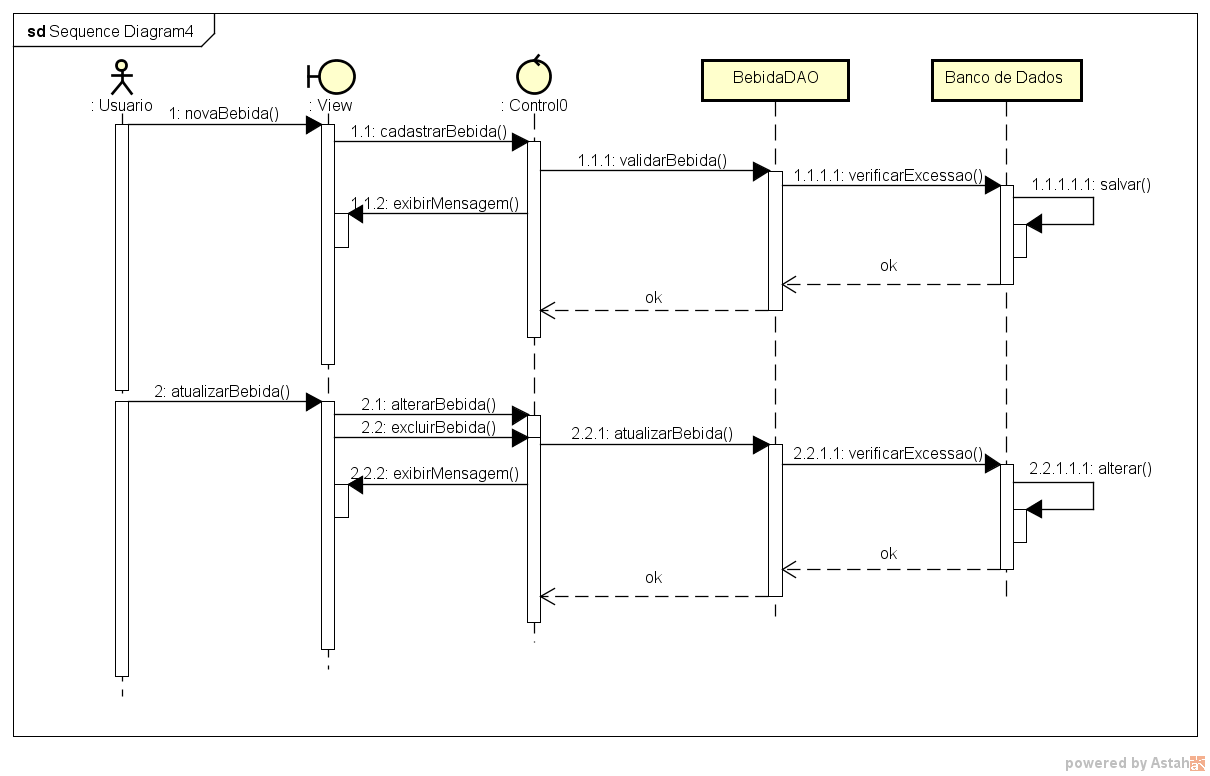 sd Sequence Diagram4
: Usuario
: View
: Control0
BebidaDAO
Banco de Dados
1: novaBebida()
1.1: cadastrarBebida()
1.1.1: validarBebida()
1.1.1.1: verificarExcessao()
1.1.1.1.1: salvar()
1.1.2: exibirMensagem()
ok
ok
2: atualizarBebida()
2.1: alterarBebida()
2.2: excluirBebida()
2.2.1: atualizarBebida()
2.2.1.1: verificarExcessao()
2.2.1.1.1: alterar()
2.2.2: exibirMensagem()
ok
ok
powered by Astah